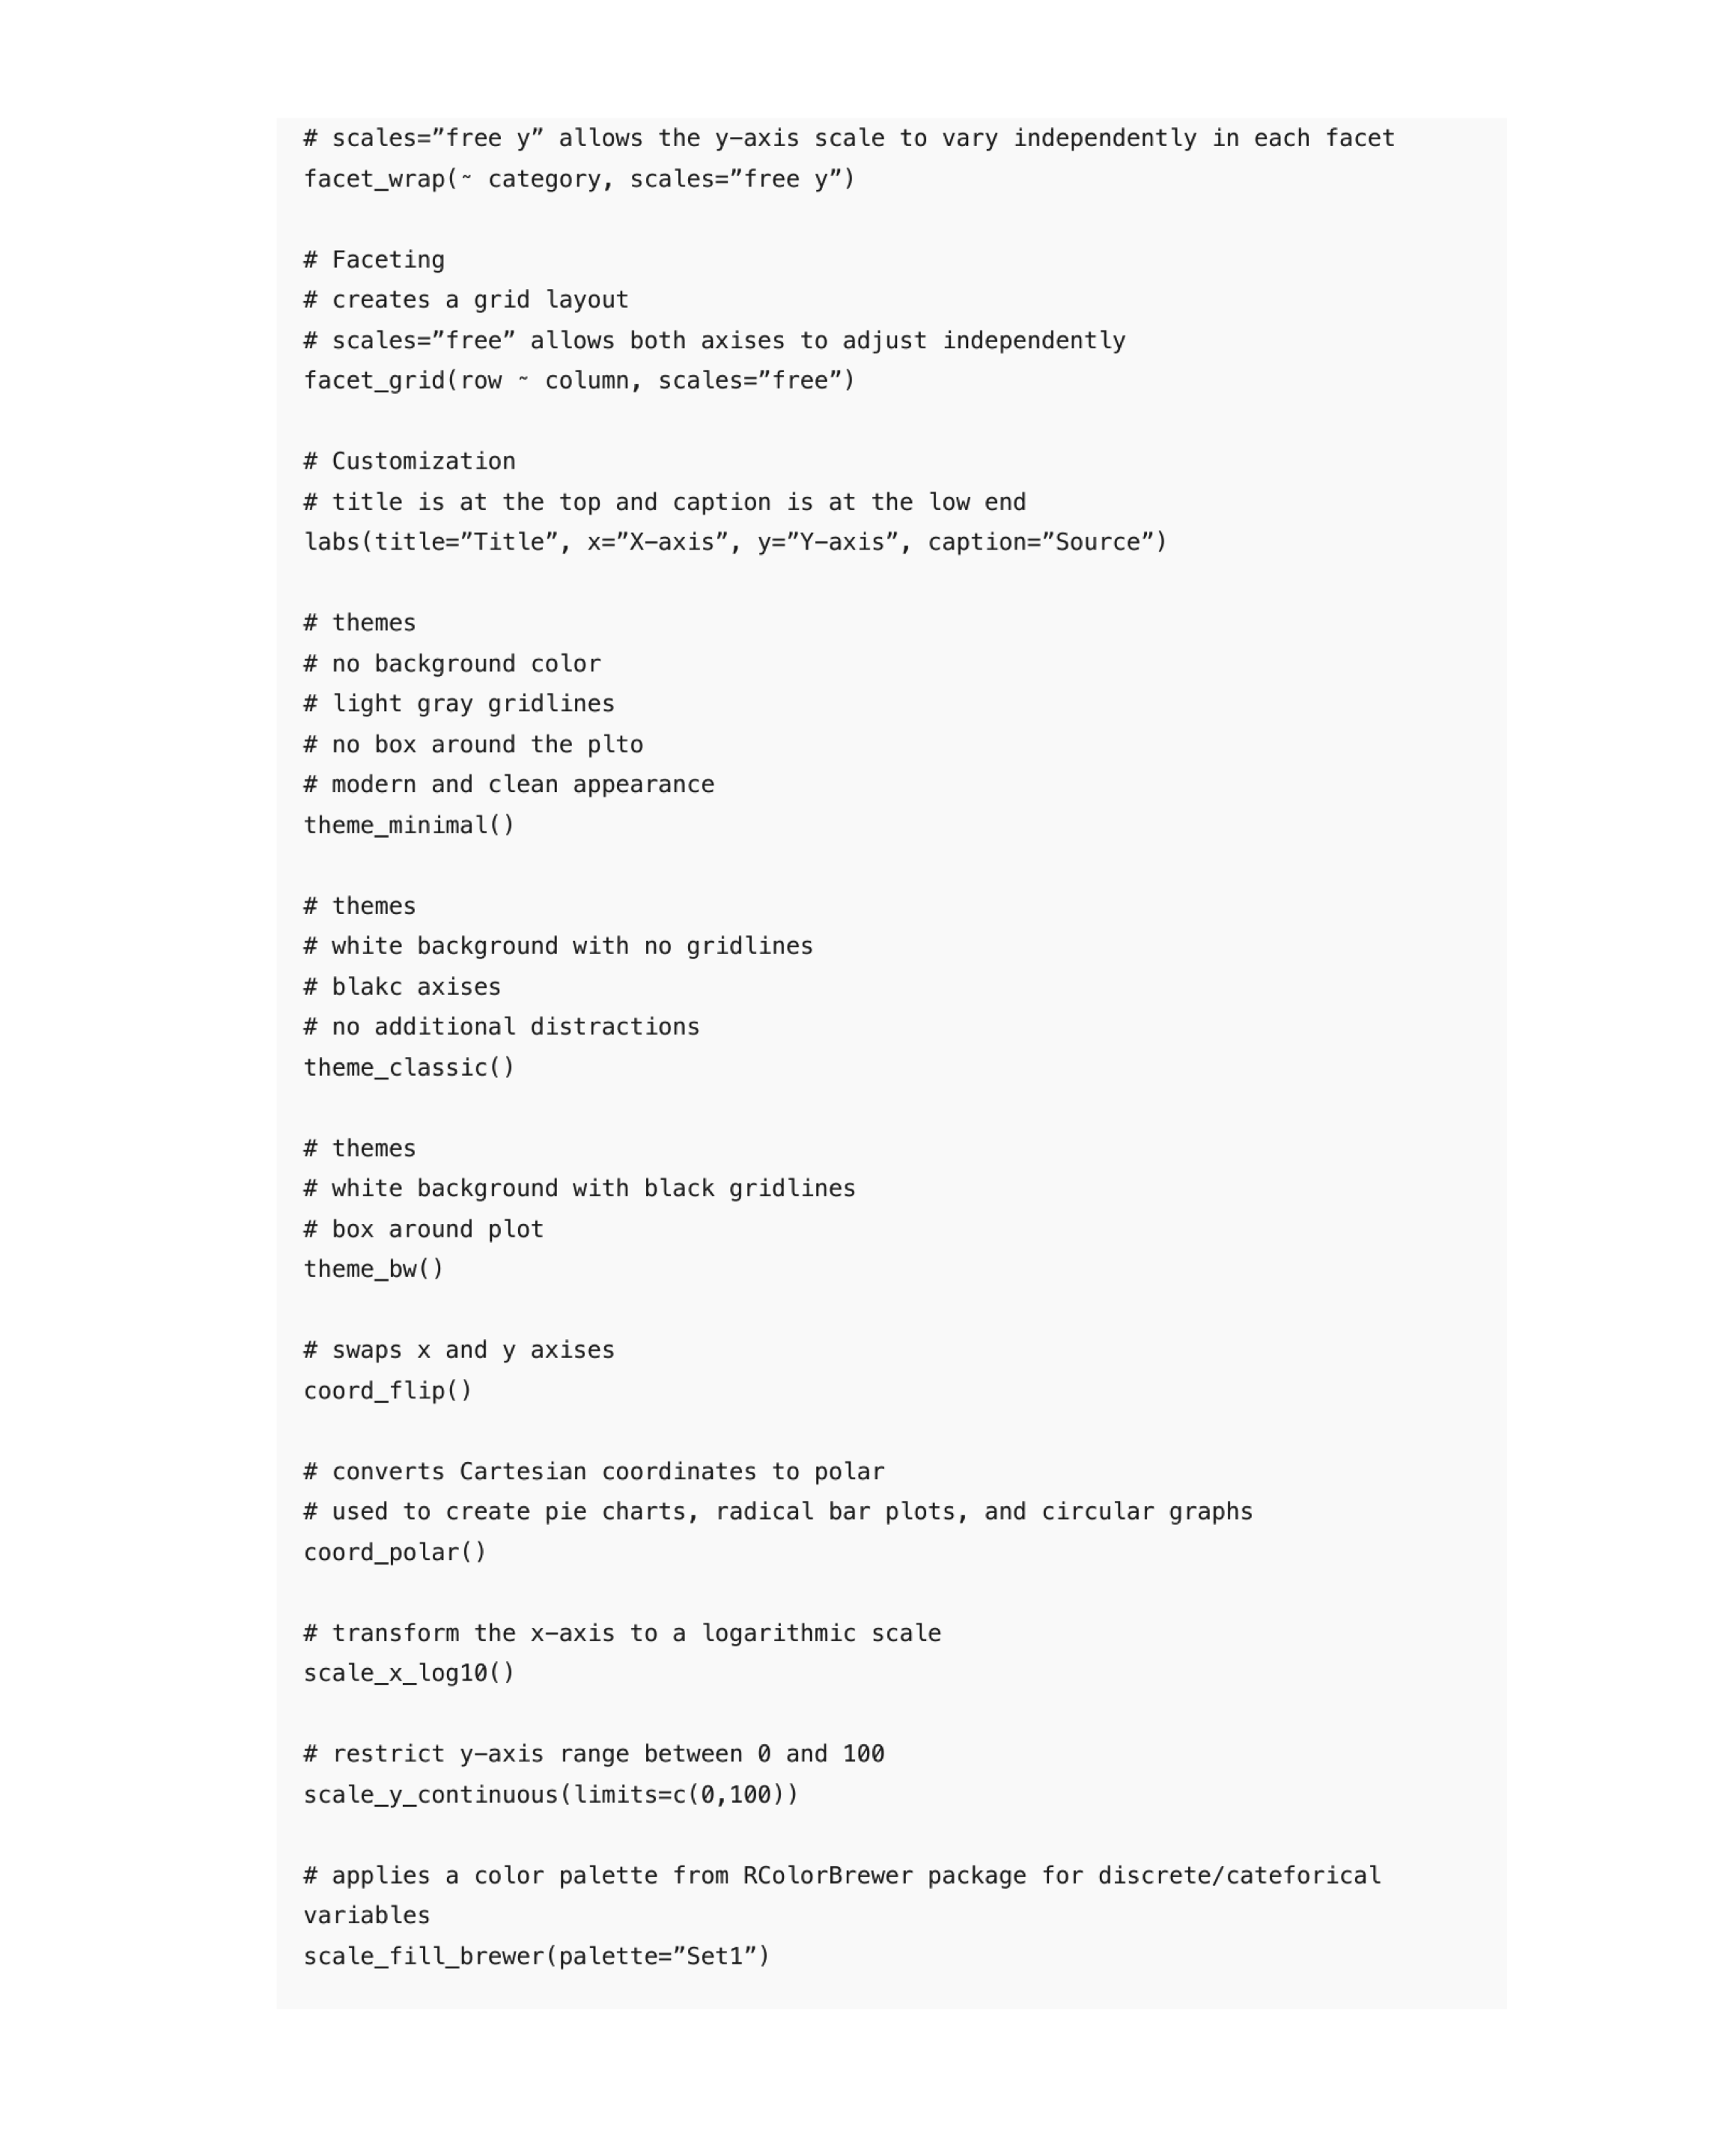 # scales=”free y” allows the y-axis scale to vary independently in each facet
facet_wrap(~ category, scales=”free y”)
# Faceting
# creates a grid layout
# scales=”free” allows both axises to adjust independently
facet_grid(row ~ column, scales=”free”)
# Customization
# title is at the top and caption is at the low end
labs(title=”Title”, x=”X-axis”, y=”Y-axis”, caption=”Source”)
# themes
# no background color
# light gray gridlines
# no box around the plto
# modern and clean appearance
theme_minimal()
# themes
# white background with no gridlines
# blakc axises
# no additional distractions
theme_classic()
# themes
# white background with black gridlines
# box around plot
theme_bw()
# swaps x and y axises
coord_flip()
# converts Cartesian coordinates to polar
# used to create pie charts, radical bar plots, and circular graphs
coord_polar()
# transform the x-axis to a logarithmic scale
scale_x_log10()
# restrict y-axis range between 0 and 100
scale_y_continuous(limits=c(0,100))
# applies a color palette from RColorBrewer package for discrete/cateforical
variables
scale_fill_brewer(palette=”Set1”)